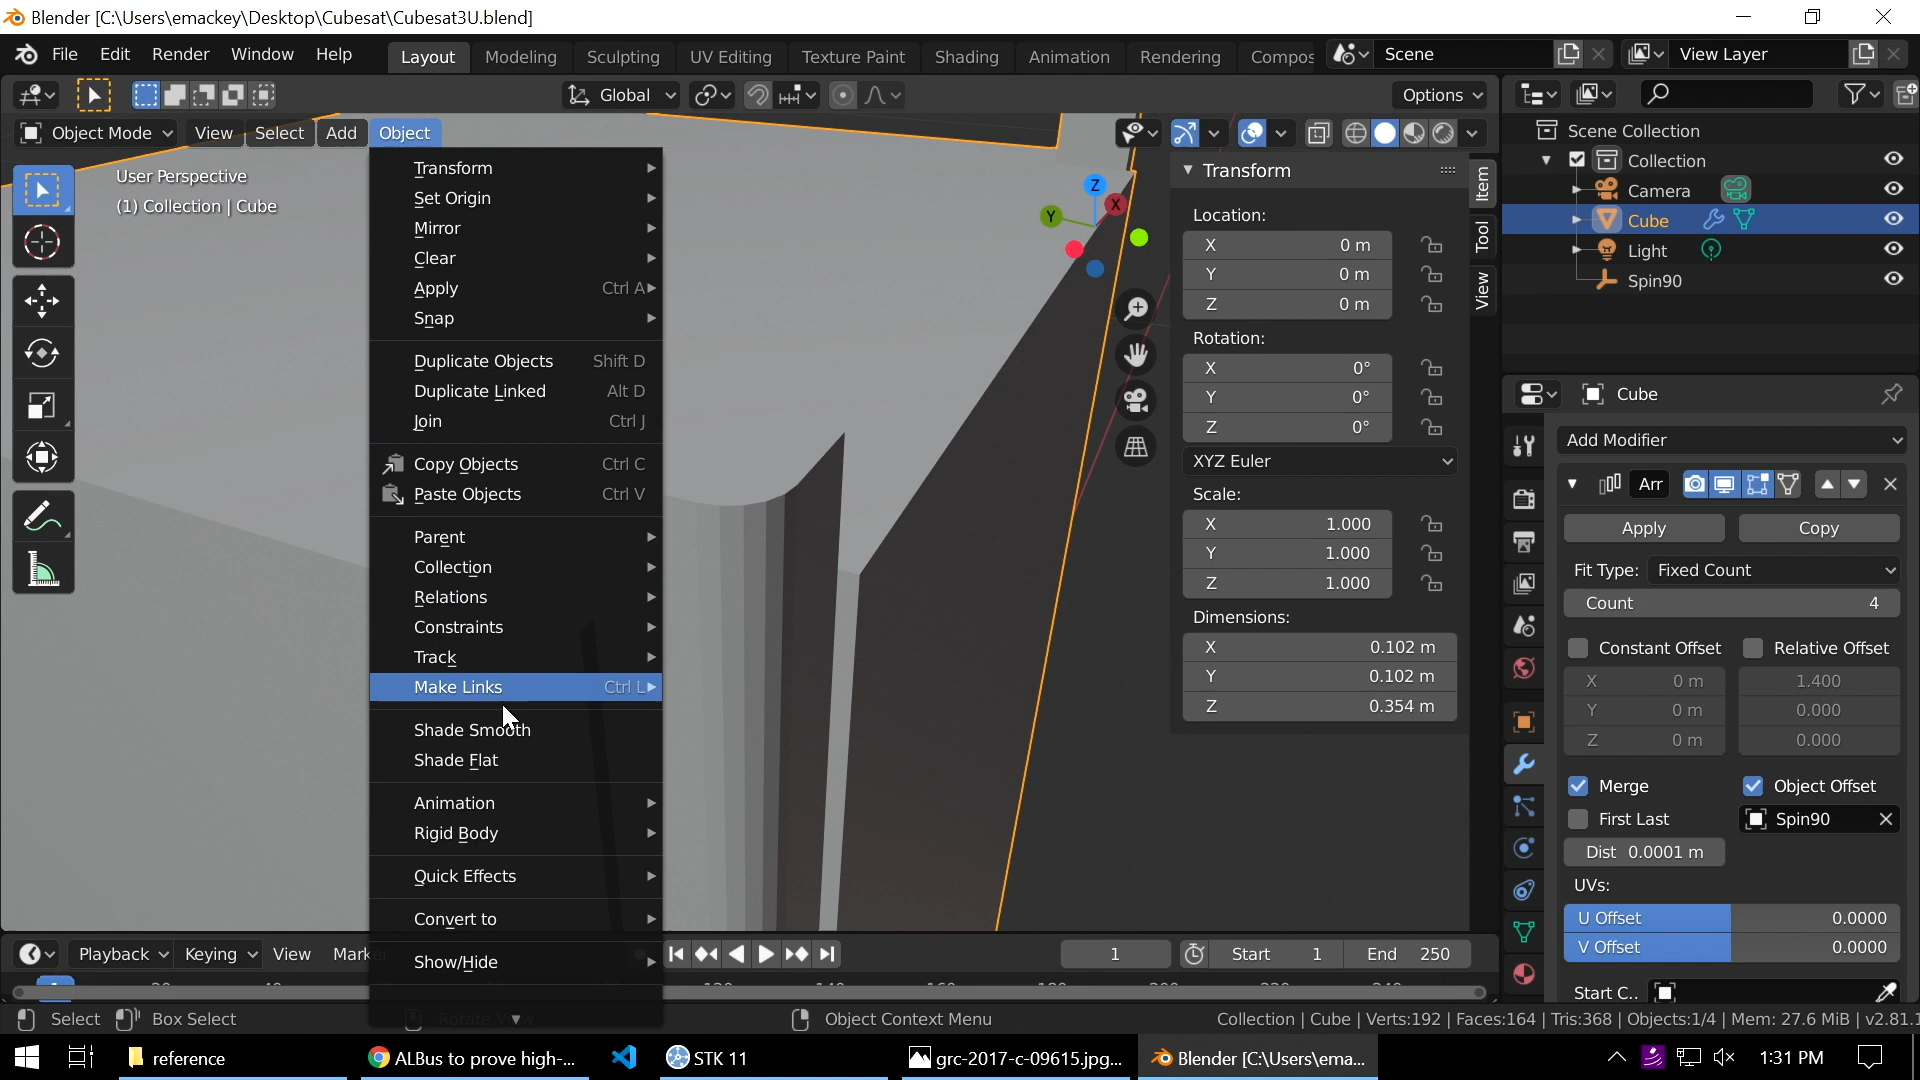 Blender [C:\Users\emackey\Desktop\Cubesat\Cubesat3U.blend]
File Edit Render Window Help
Layout Modeling Sculpting UV Editing Texture Paint Shading Animation Rendering Compos
Scene
View Layer
Global
Options
Object Mode View Select Add Object
User Perspective
(1) Collection | Cube
Transform
Set Origin
Mirror
Clear
Apply Ctrl A
Snap
Duplicate Objects Shift D
Duplicate Linked Alt D
Join Ctrl J
Copy Objects Ctrl C
Paste Objects Ctrl V
Parent
Collection
Relations
Constraints
Track
Make Links Ctrl L
Shade Smooth
Shade Flat
Animation
Rigid Body
Quick Effects
Convert to
Show/Hide
Z
Y
X
Transform
Location:
X 0 m
Y 0 m
Z 0 m
Rotation:
X 0°
Y 0°
Z 0°
XYZ Euler
Scale:
X 1.000
Y 1.000
Z 1.000
Dimensions:
X 0.102 m
Y 0.102 m
Z 0.354 m
Item
Tool
View
Scene Collection
Collection
Camera
Cube
Light
Spin90
Cube
Add Modifier
Arr
Apply Copy
Fit Type: Fixed Count
Count 4
Constant Offset Relative Offset
X 0 m 1.400
Y 0 m 0.000
Z 0 m 0.000
Merge Object Offset
First Last Spin90
Dist 0.0001 m
UVs:
U Offset 0.0000
V Offset 0.0000
Start C..
Playback Keying View Mark
1
Start 1 End 250
Select Box Select Object Context Menu
Collection | Cube | Verts:192 | Faces:164 | Tris:368 | Objects:1/4 | Mem: 27.6 MiB | v2.81.1
reference
ALBus to prove high-...
STK 11
grc-2017-c-09615.jpg...
Blender [C:\Users\ema...
1:31 PM